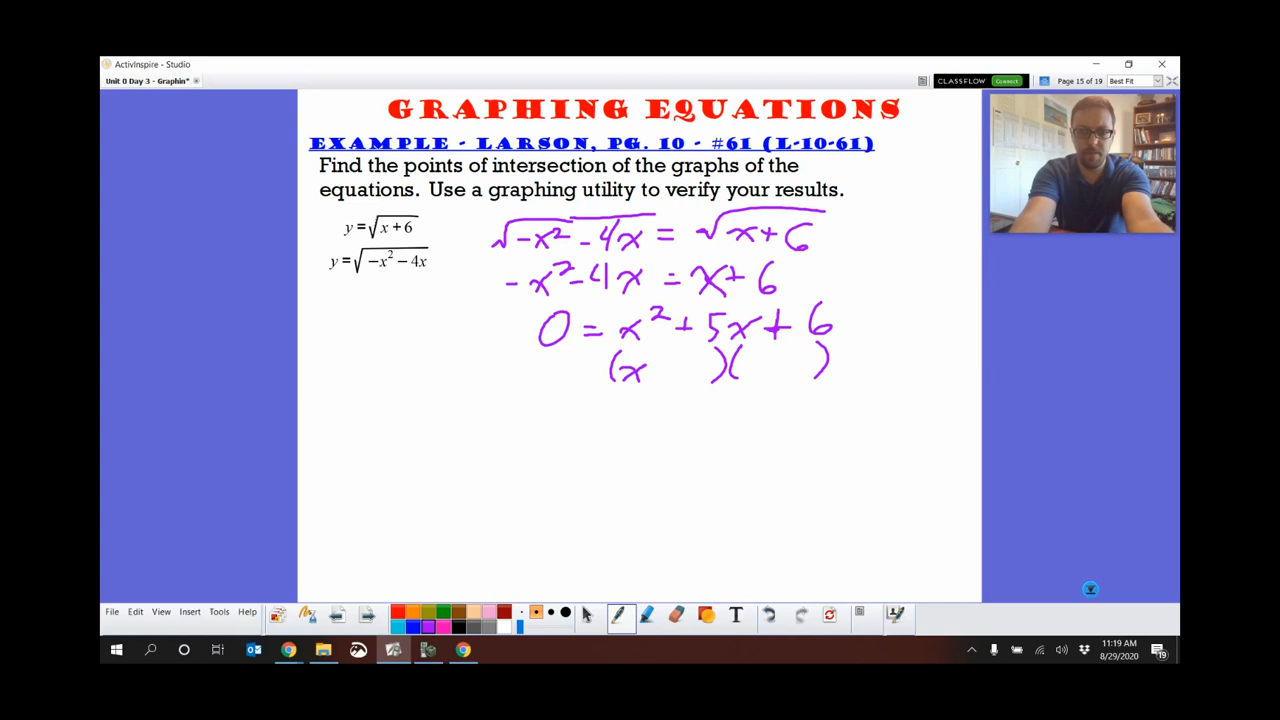 ActivInspire - Studio
Unit 0 Day 3 - Graphin*
CLASSFLOW Connect
Page 15 of 19
Best Fit
GRAPHING EQUATIONS
EXAMPLE - LARSON, PG. 10 - #61 (L-10-61)
Find the points of intersection of the graphs of the
equations. Use a graphing utility to verify your results.
y = √(x + 6)
y = √(−x² − 4x)
√(-x² - 4x) = √(x + 6)
-x² - 4x = x + 6
0 = x² + 5x + 6
(x )( )
File Edit View Insert Tools Help
T
11:19 AM
8/29/2020
19